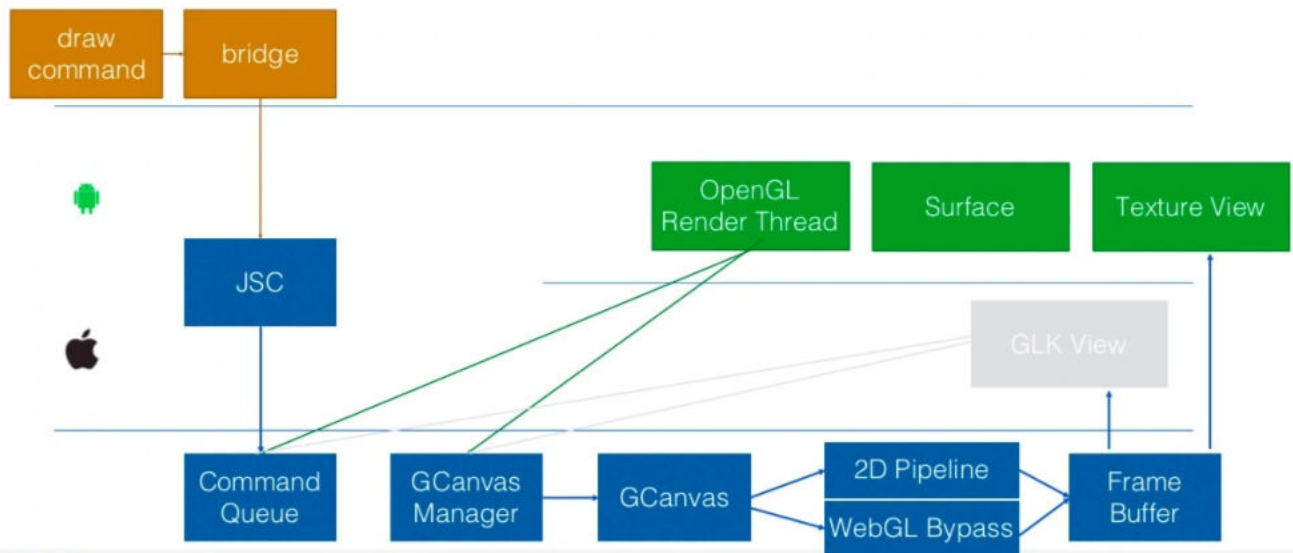 draw
command
bridge
OpenGL
Render Thread
Surface
Texture View
JSC
GLK View
Command
Queue
GCanvas
Manager
GCanvas
2D Pipeline
WebGL Bypass
Frame
Buffer